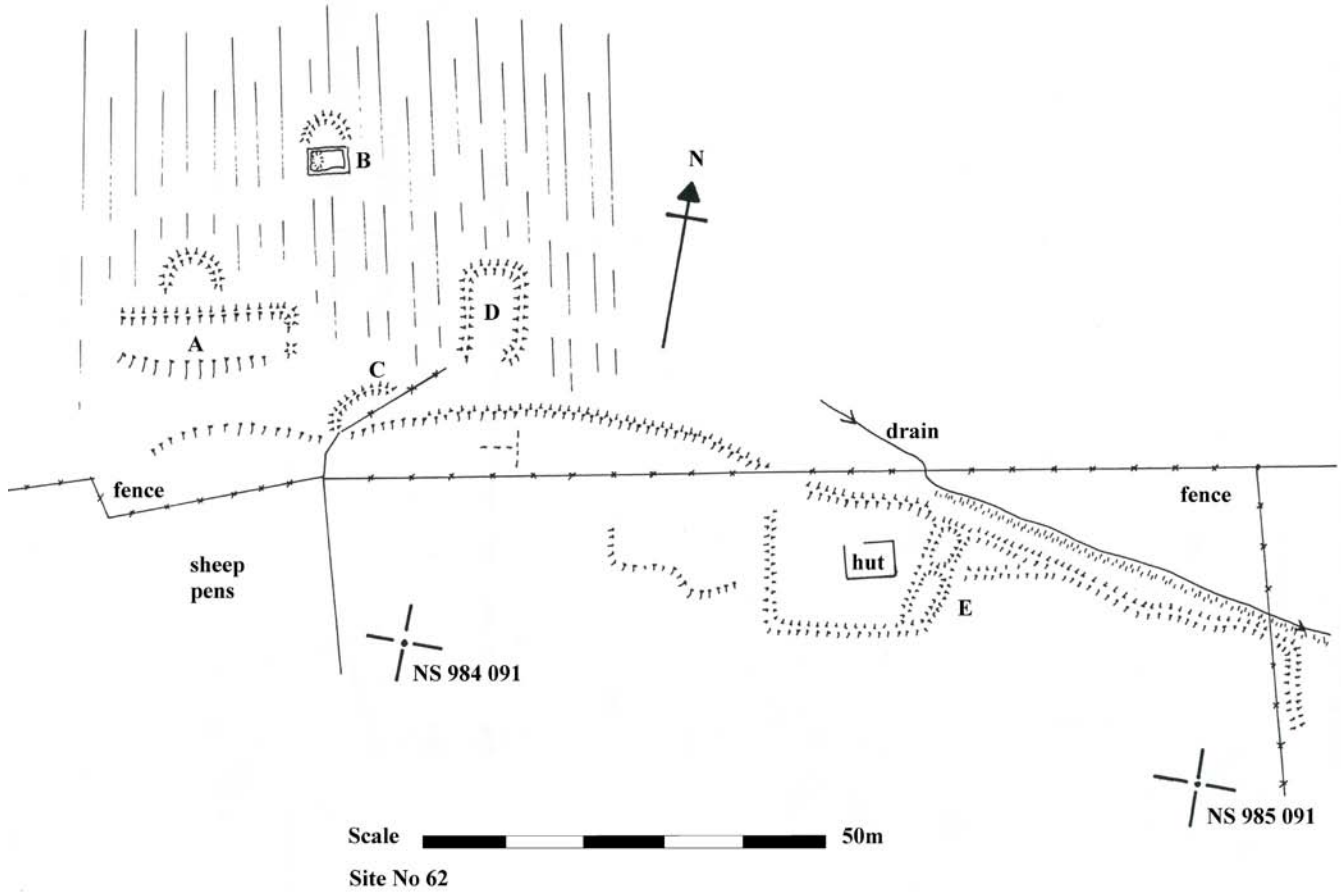 B
N
A
D
C
drain
fence
fence
sheep
pens
hut
E
NS 984 091
NS 985 091
Scale
50m
Site No 62